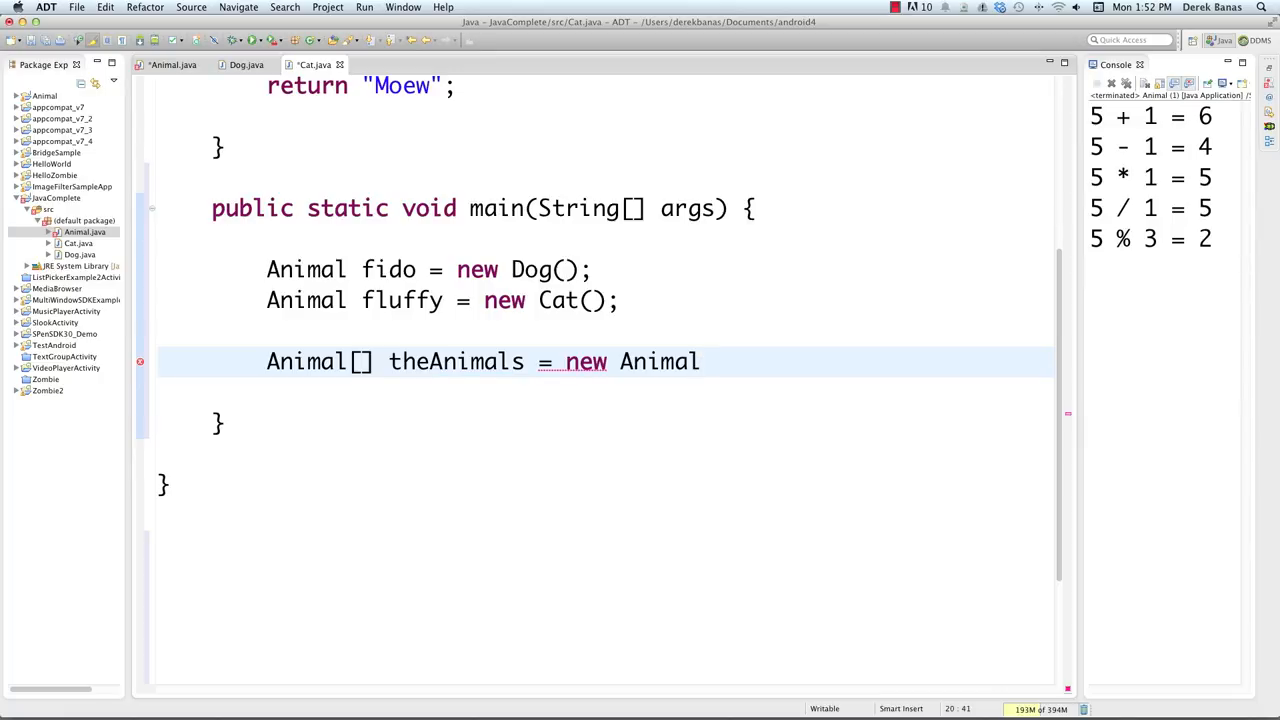 ADT File Edit Refactor Source Navigate Search Project Run Window Help 10 Mon 1:52 PM Derek Banas
Java - JavaComplete/src/Cat.java - ADT - /Users/derekbanas/Documents/android4
Quick Access Java DDMS
Package Exp
*Animal.java Dog.java *Cat.java
Console
<terminated> Animal (1) [Java Application] /S
Animal
appcompat_v7
appcompat_v7_2
appcompat_v7_3
appcompat_v7_4
BridgeSample
HelloWorld
HelloZombie
ImageFilterSampleApp
JavaComplete
src
(default package)
Animal.java
Cat.java
Dog.java
JRE System Library [Ja
ListPickerExample2Activi
MediaBrowser
MultiWindowSDKExample
MusicPlayerActivity
SlookActivity
SPenSDK30_Demo
TestAndroid
TextGroupActivity
VideoPlayerActivity
Zombie
Zombie2
return "Moew";
}
public static void main(String[] args) {
Animal fido = new Dog();
Animal fluffy = new Cat();
Animal[] theAnimals = new Animal
}
}
5 + 1 = 6
5 - 1 = 4
5 * 1 = 5
5 / 1 = 5
5 % 3 = 2
Writable Smart Insert 20 : 41 193M of 394M